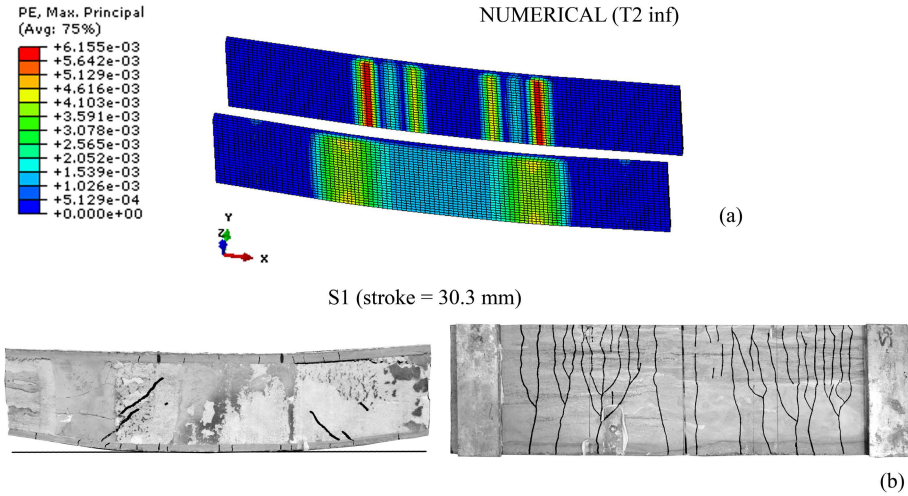 PE, Max. Principal
(Avg: 75%)
+6.155e-03
+5.642e-03
+5.129e-03
+4.616e-03
+4.103e-03
+3.591e-03
+3.078e-03
+2.565e-03
+2.052e-03
+1.539e-03
+1.026e-03
+5.129e-04
+0.000e+00
NUMERICAL (T2 inf)
Y
Z
X
(a)
S1 (stroke = 30.3 mm)
(b)